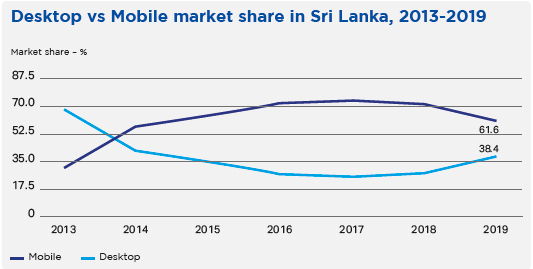 Desktop vs Mobile market share in Sri Lanka, 2013-2019
Market share – %
87.5
70.0
52.5
61.6
38.4
35.0
17.5
0
2013 2014 2015 2016 2017 2018 2019
Mobile Desktop